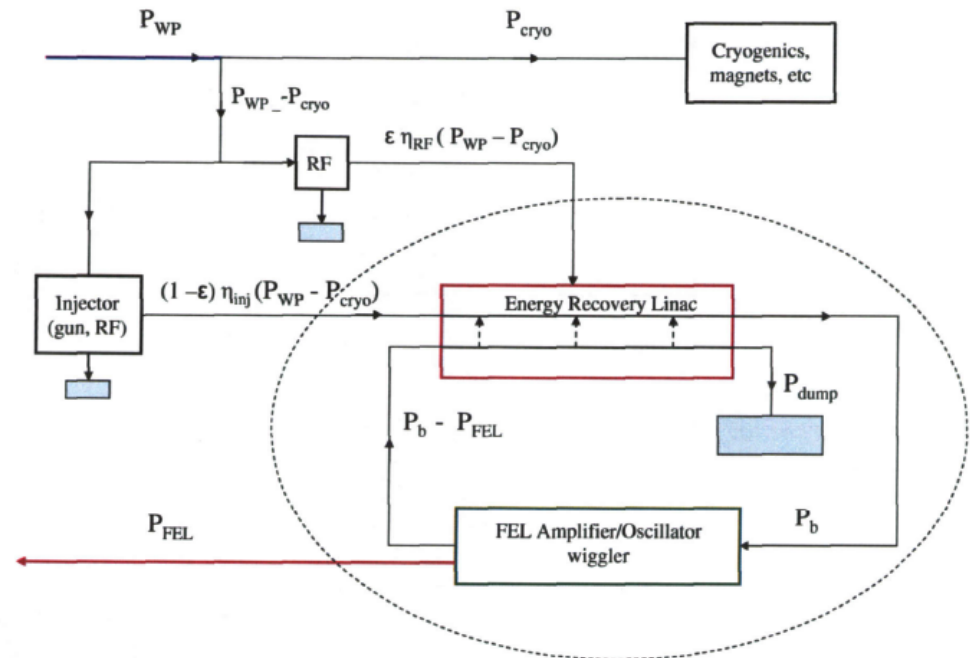 P_WP
P_cryo
Cryogenics,
magnets, etc
P_WP_ -P_cryo
ε η_RF ( P_WP – P_cryo)
RF
Injector
(gun, RF)
(1 –ε) η_inj (P_WP - P_cryo)
Energy Recovery Linac
P_dump
P_b - P_FEL
P_FEL
FEL Amplifier/Oscillator
wiggler
P_b